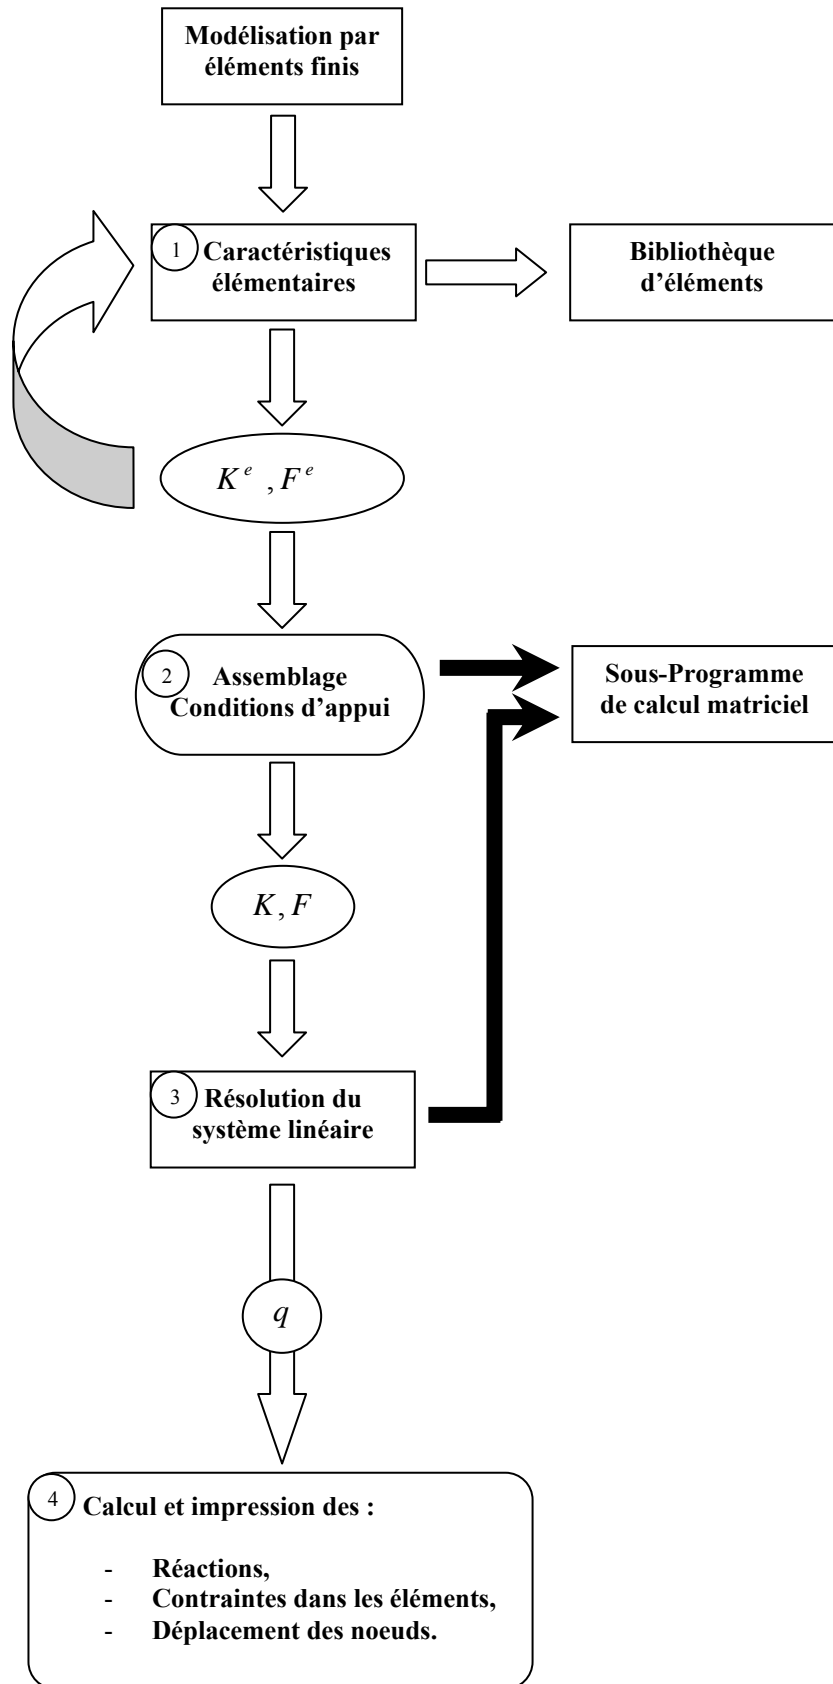 Modélisation par
éléments finis
1 Caractéristiques
élémentaires
Bibliothèque
d’éléments
K^e , F^e
2 Assemblage
Conditions d’appui
Sous-Programme
de calcul matriciel
K, F
3 Résolution du
système linéaire
q
4 Calcul et impression des :
- Réactions,
- Contraintes dans les éléments,
- Déplacement des noeuds.